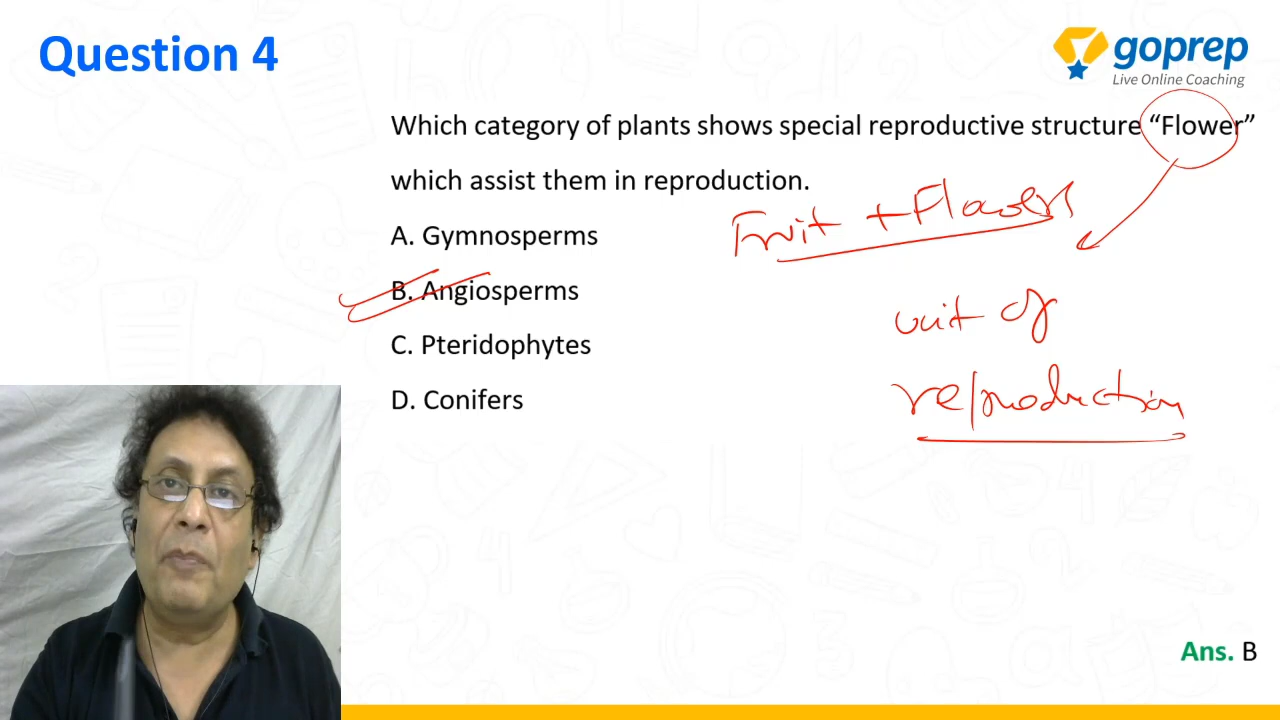 Question 4
goprep
Live Online Coaching
Which category of plants shows special reproductive structure “Flower”
which assist them in reproduction.
Fruit + Flowers
A. Gymnosperms
B. Angiosperms
unit of
C. Pteridophytes
reproduction
D. Conifers
Ans. B